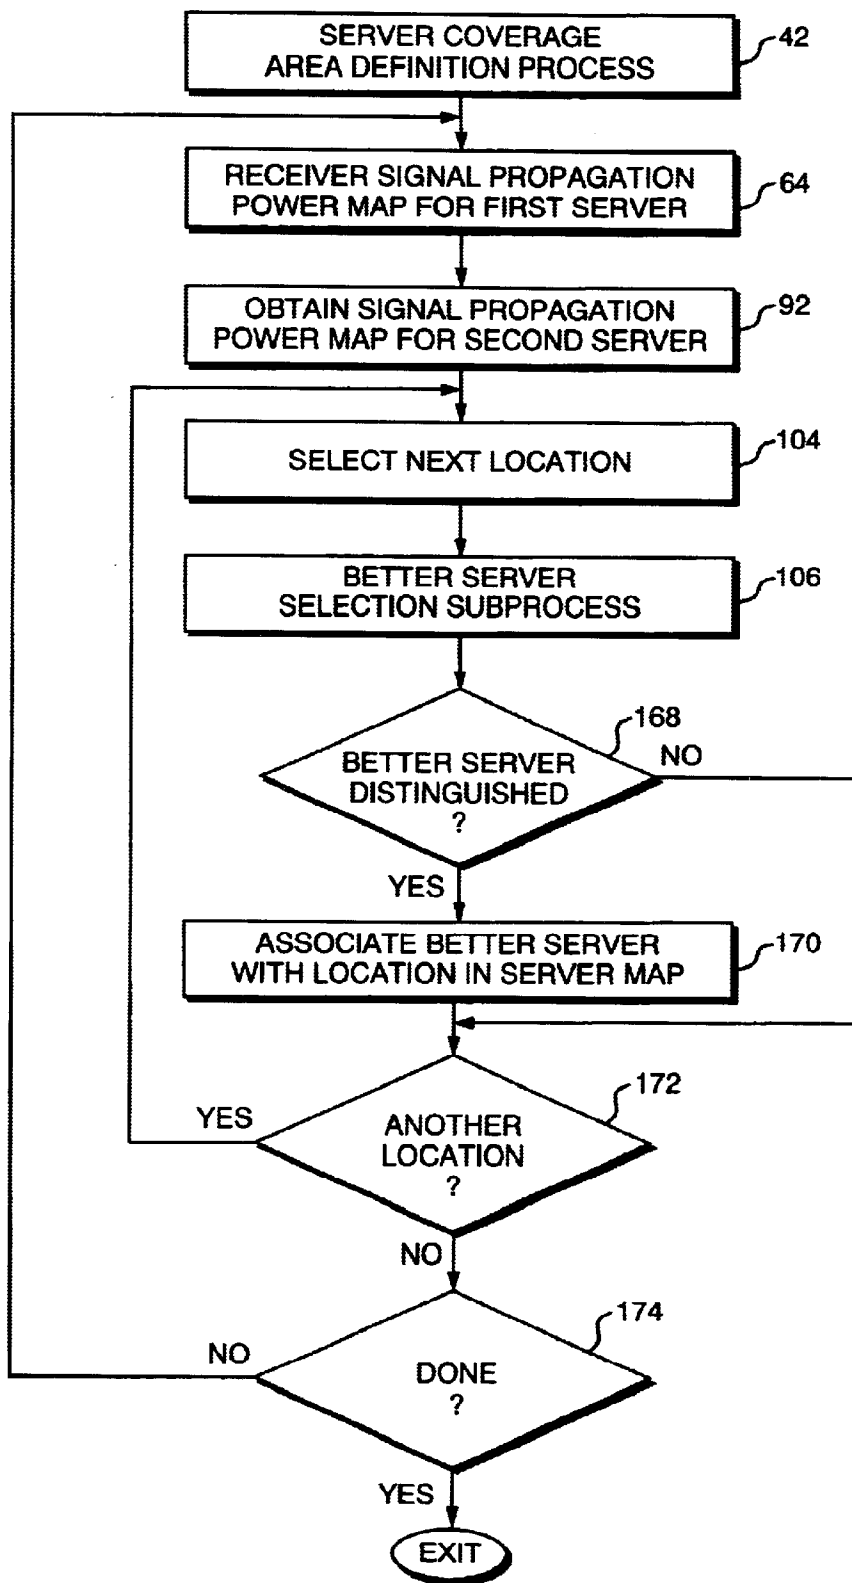 SERVER COVERAGE
AREA DEFINITION PROCESS
42
RECEIVER SIGNAL PROPAGATION
POWER MAP FOR FIRST SERVER
64
OBTAIN SIGNAL PROPAGATION
POWER MAP FOR SECOND SERVER
92
SELECT NEXT LOCATION
104
BETTER SERVER
SELECTION SUBPROCESS
106
168
BETTER SERVER
DISTINGUISHED
?
NO
YES
ASSOCIATE BETTER SERVER
WITH LOCATION IN SERVER MAP
170
172
YES
ANOTHER
LOCATION
?
NO
174
NO
DONE
?
YES
EXIT